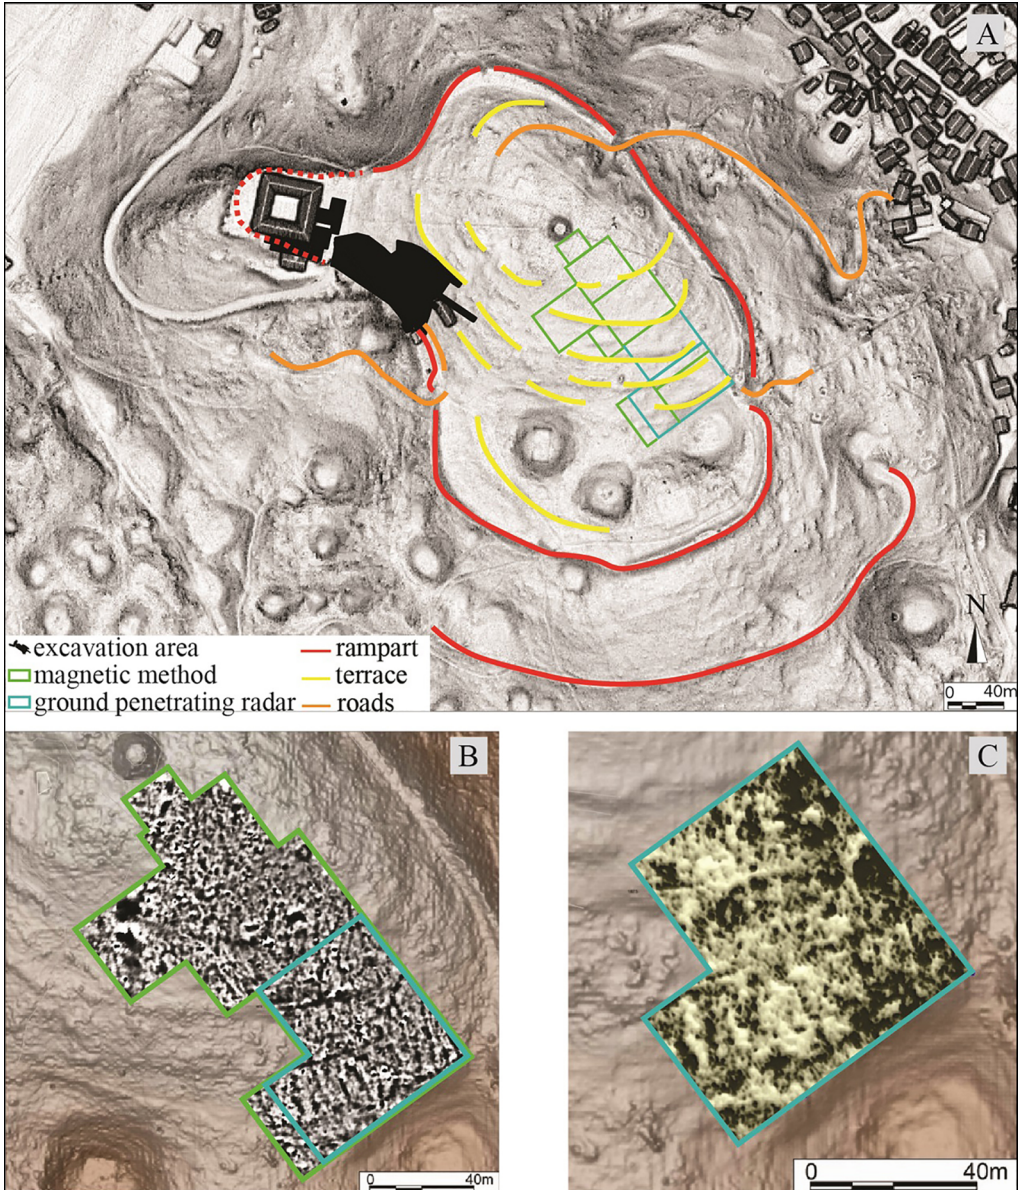 A
N
excavation area
rampart
magnetic method
terrace
ground penetrating radar
roads
0 40m
B
0 40m
C
0 40m